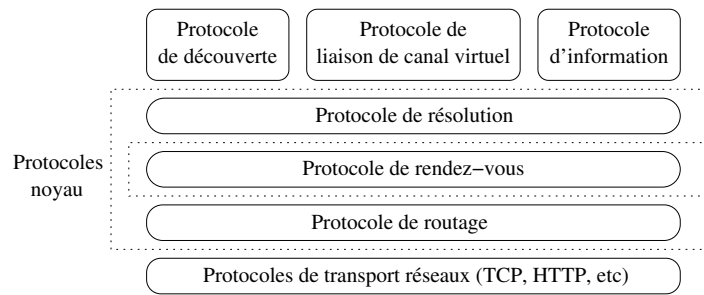 Protocole
de découverte
Protocole de
liaison de canal virtuel
Protocole
d'information
Protocole de résolution
Protocoles
noyau
Protocole de rendez−vous
Protocole de routage
Protocoles de transport réseaux (TCP, HTTP, etc)